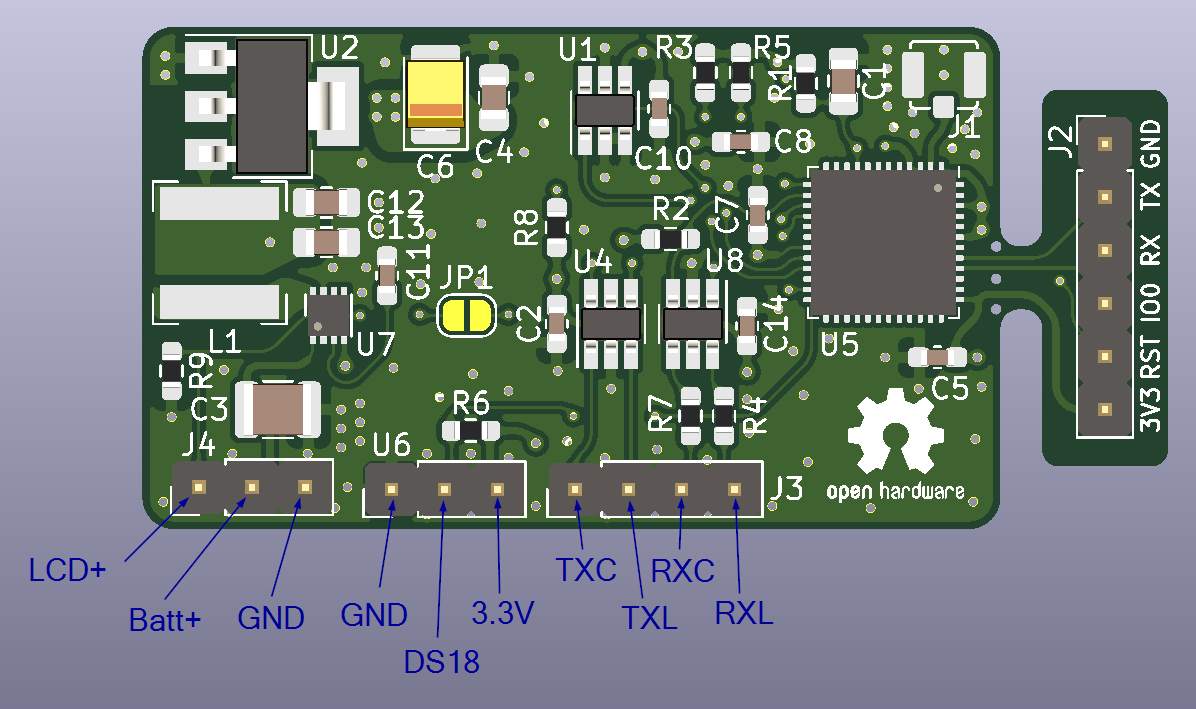 U2
U1
R3
R5
R1
C1
J1
J2
GND
TX
RX
IO0
RST
3V3
C6
C4
C10
C8
C12
C13
R8
R2
C7
C11
JP1
U4
U8
L1
U7
C2
C14
U5
R9
C3
C5
R6
R7
R4
J4
U6
J3
open hardware
LCD+
Batt+
GND
GND
DS18
3.3V
TXC
TXL
RXC
RXL